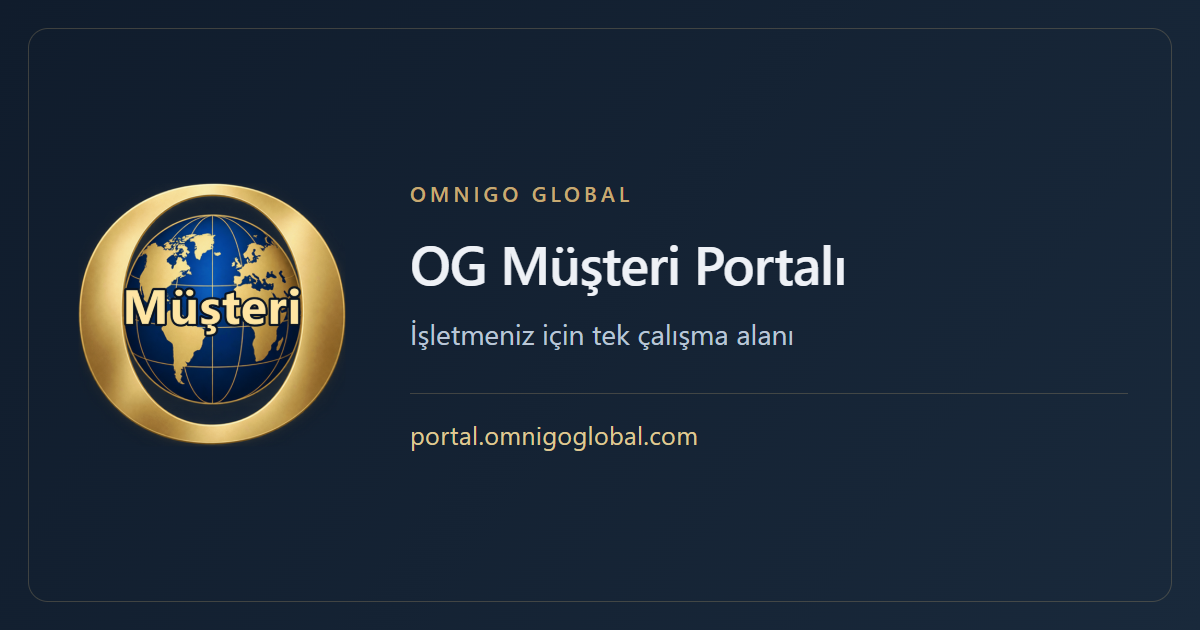 Müşteri
OMNIGO GLOBAL
OG Müşteri Portalı
İşletmeniz için tek çalışma alanı
portal.omnigoglobal.com